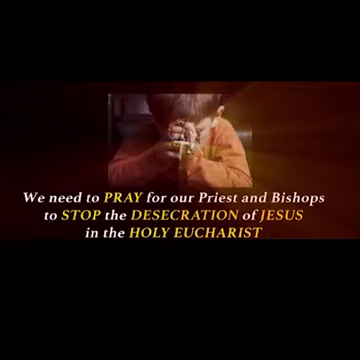 We need to PRAY for our Priest and Bishops
to STOP the DESECRATION of JESUS
in the HOLY EUCHARIST